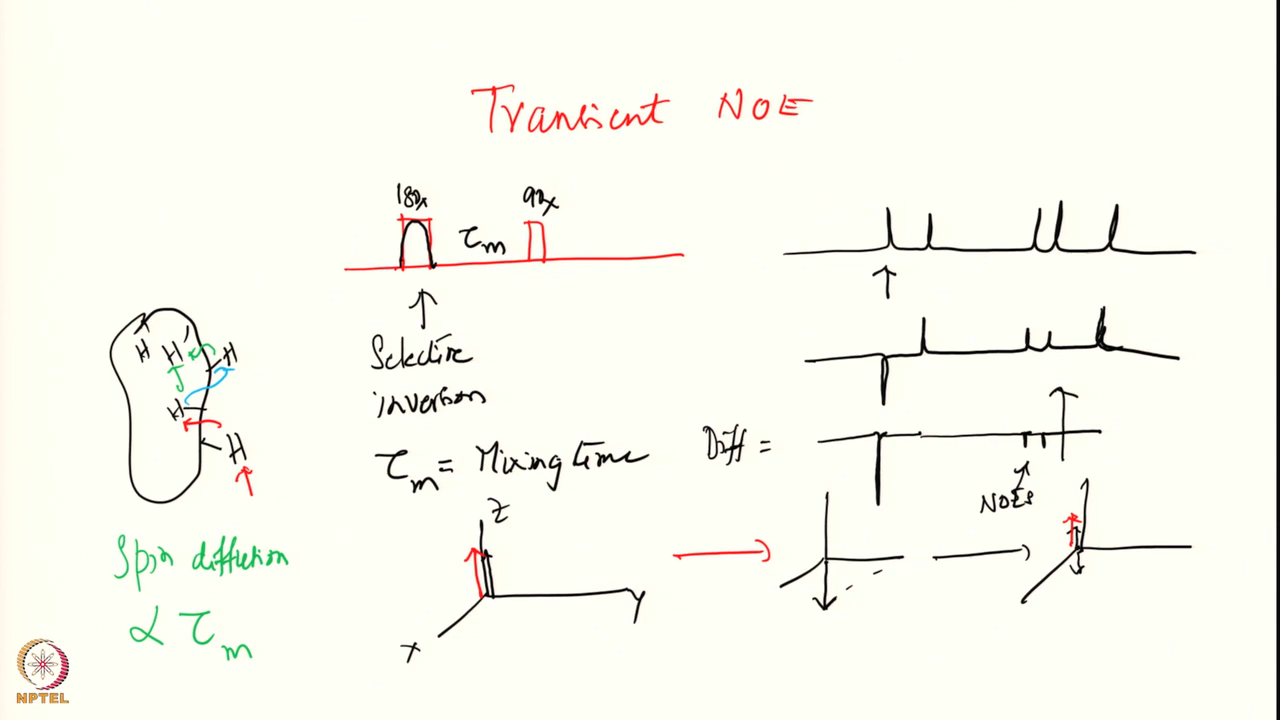 Transient NOE
180x 90x
τm
Selective
inversion
τm = Mixing time
Diff =
NOEs
H H' H
H
H
Spin diffusion
α τm
Z
Y
X
NPTEL